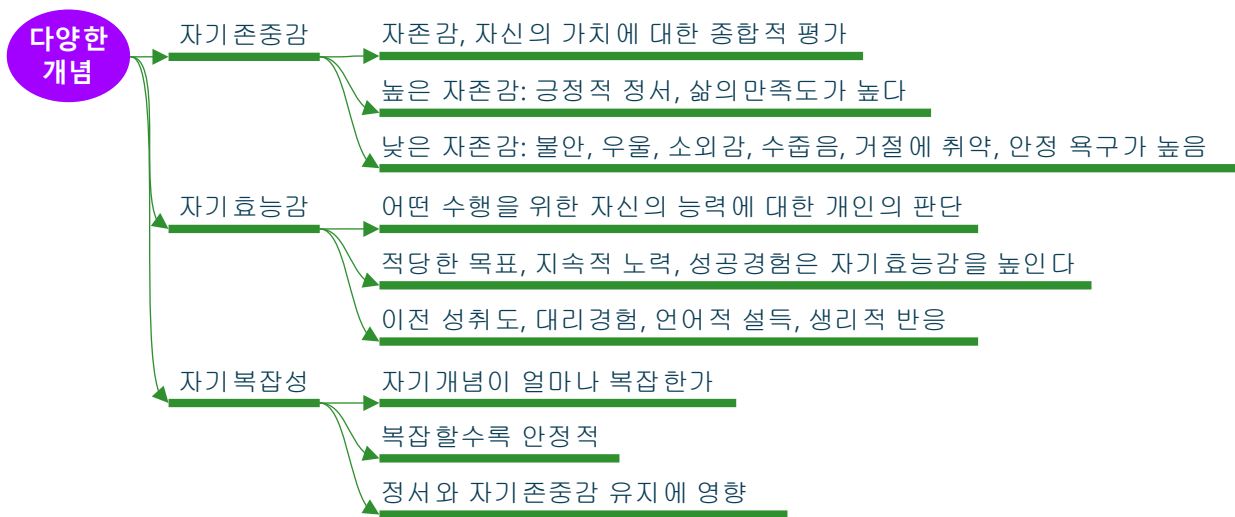 다양한
개념
자기존중감
자존감, 자신의 가치에 대한 종합적 평가
높은 자존감: 긍정적 정서, 삶의만족도가 높다
낮은 자존감: 불안, 우울, 소외감, 수줍음, 거절에 취약, 안정 욕구가 높음
자기효능감
어떤 수행을 위한 자신의 능력에 대한 개인의 판단
적당한 목표, 지속적 노력, 성공경험은 자기효능감을 높인다
이전 성취도, 대리경험, 언어적 설득, 생리적 반응
자기복잡성
자기개념이 얼마나 복잡한가
복잡할수록 안정적
정서와 자기존중감 유지에 영향